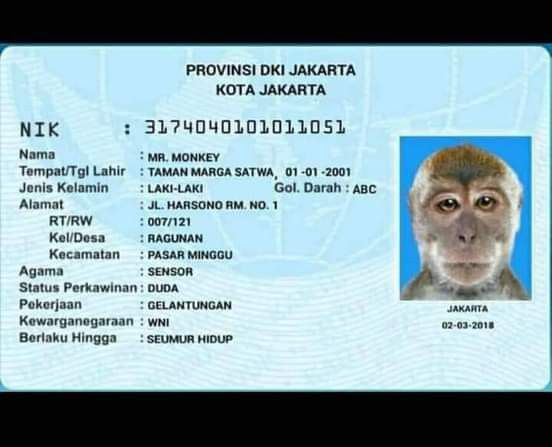 PROVINSI DKI JAKARTA
KOTA JAKARTA
NIK : 3174040101011051
Nama : MR. MONKEY
Tempat/Tgl Lahir : TAMAN MARGA SATWA, 01-01-2001
Jenis Kelamin : LAKI-LAKI Gol. Darah : ABC
Alamat : JL. HARSONO RM. NO. 1
RT/RW : 007/121
Kel/Desa : RAGUNAN
Kecamatan : PASAR MINGGU
Agama : SENSOR
Status Perkawinan : DUDA
Pekerjaan : GELANTUNGAN
Kewarganegaraan : WNI
Berlaku Hingga : SEUMUR HIDUP
JAKARTA
02-03-2018